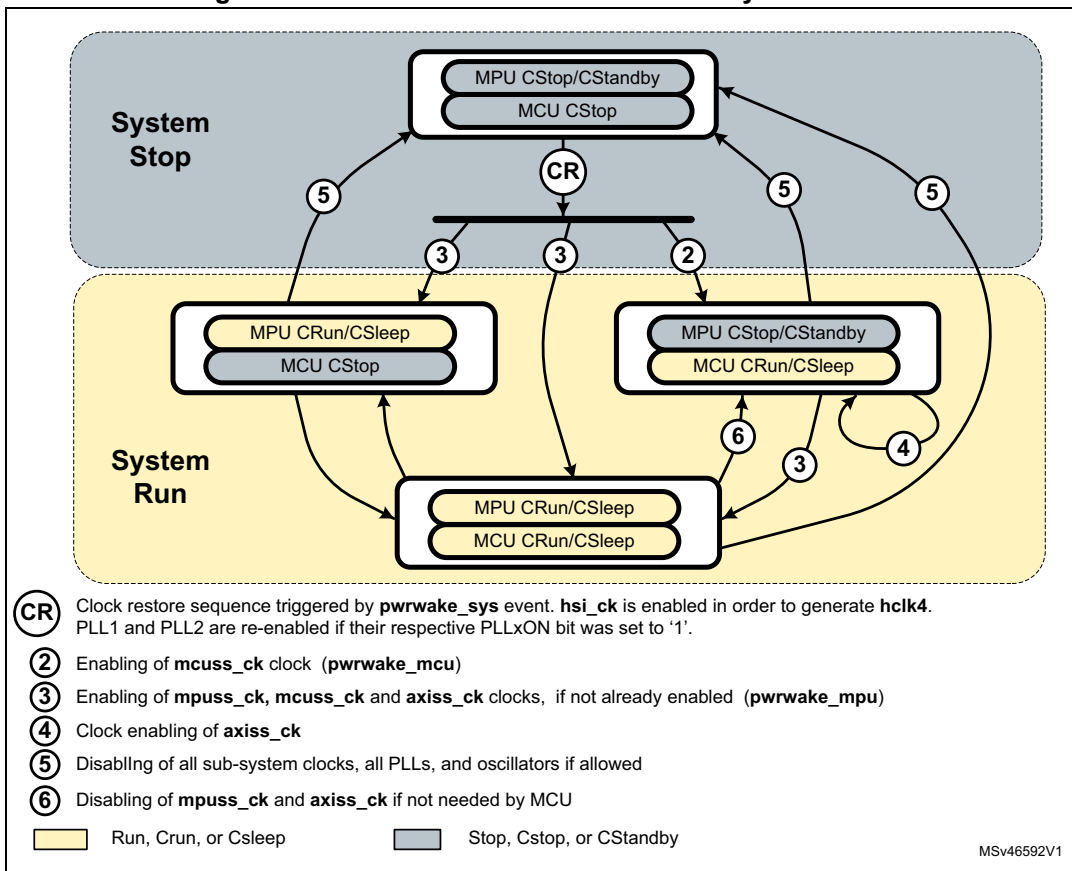 MPU CStop/CStandby
MCU CStop
System
Stop
CR
5
5
5
3
3
2
MPU CRun/CSleep
MCU CStop
MPU CStop/CStandby
MCU CRun/CSleep
6
3
4
System
Run
MPU CRun/CSleep
MCU CRun/CSleep
CR Clock restore sequence triggered by pwrwake_sys event. hsi_ck is enabled in order to generate hclk4.
PLL1 and PLL2 are re-enabled if their respective PLLxON bit was set to ‘1’.
2 Enabling of mcuss_ck clock (pwrwake_mcu)
3 Enabling of mpuss_ck, mcuss_ck and axiss_ck clocks, if not already enabled (pwrwake_mpu)
4 Clock enabling of axiss_ck
5 DisablIng of all sub-system clocks, all PLLs, and oscillators if allowed
6 Disabling of mpuss_ck and axiss_ck if not needed by MCU
Run, Crun, or Csleep Stop, Cstop, or CStandby
MSv46592V1